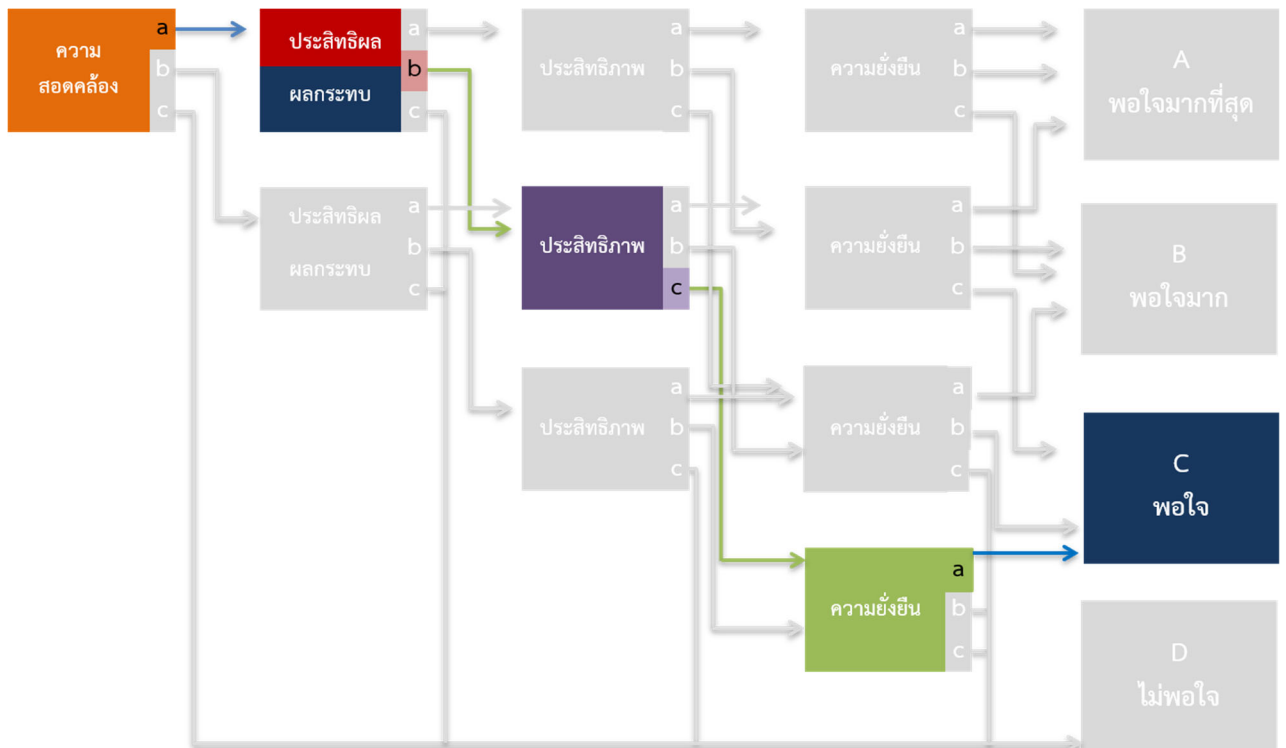 ความ
สอดคล้อง
a
b
c
ประสิทธิผล
ผลกระทบ
a
b
c
ประสิทธิภาพ
a
b
c
ความยั่งยืน
a
b
c
A
พอใจมากที่สุด
ประสิทธิผล
ผลกระทบ
a
b
c
ประสิทธิภาพ
a
b
c
ความยั่งยืน
a
b
c
B
พอใจมาก
ประสิทธิภาพ
a
b
c
ความยั่งยืน
a
b
c
C
พอใจ
ความยั่งยืน
a
b
c
D
ไม่พอใจ